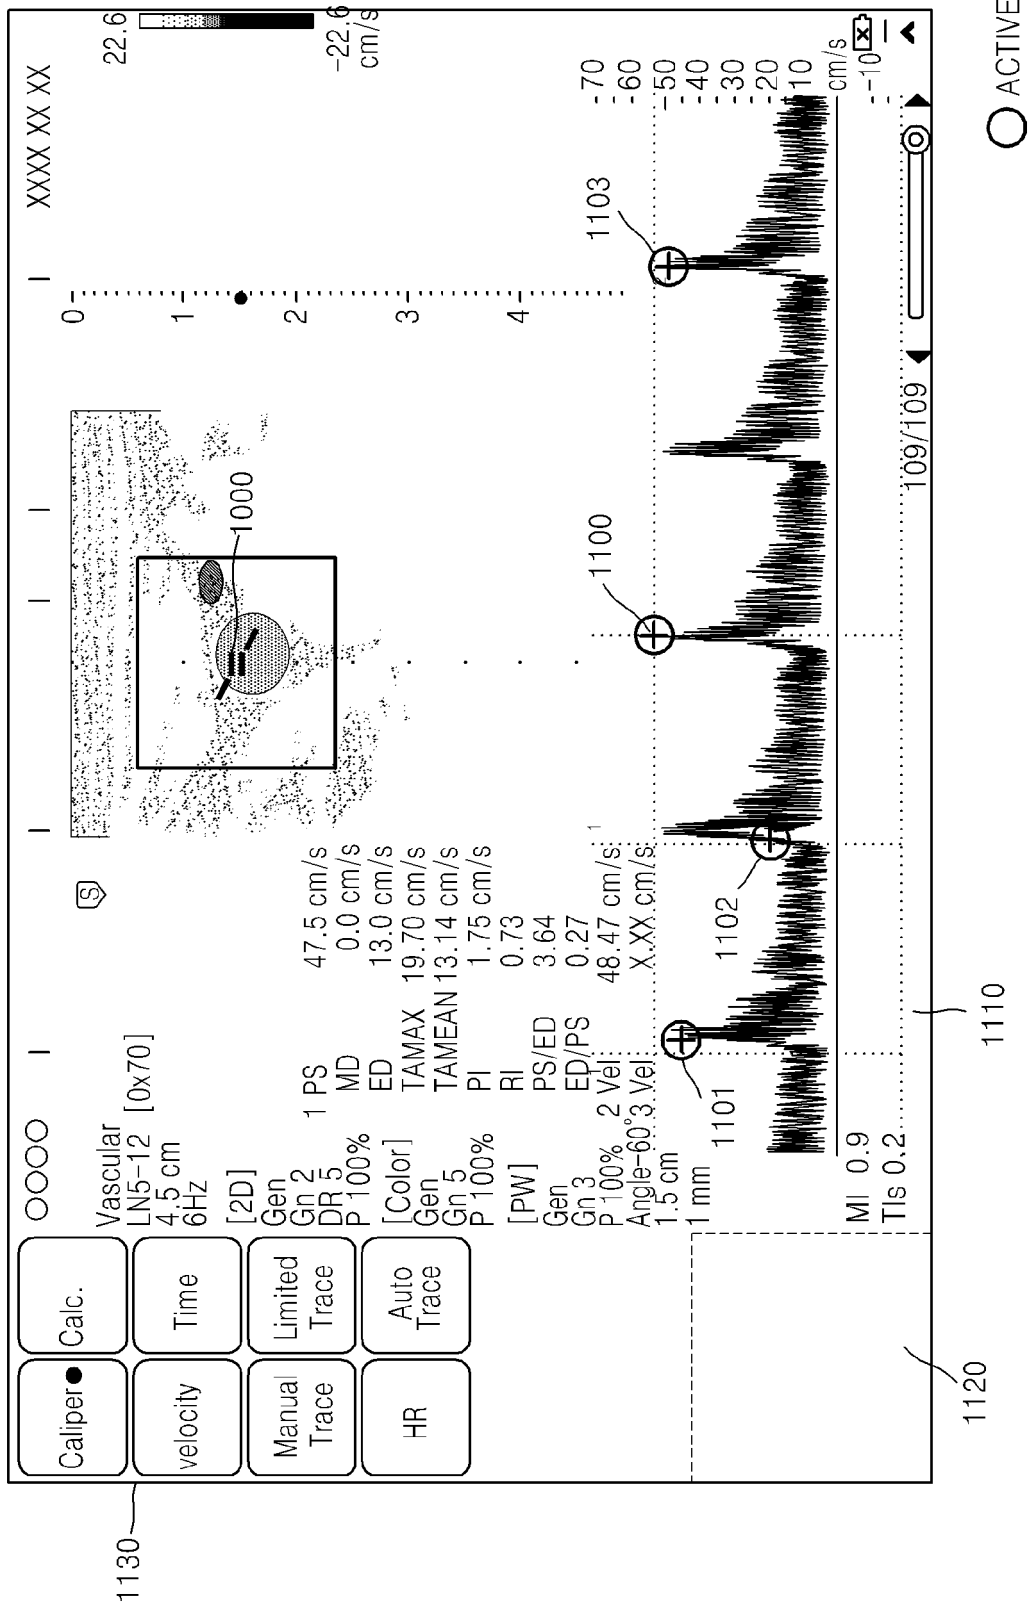 ○○○○
XXXX XX XX
Caliper
Calc.
velocity
Time
Manual
Trace
Limited
Trace
HR
Auto
Trace
Vascular
LN5-12 [0x70]
4.5 cm
6Hz
[2D]
Gen
Gn 2
DR 5
P 100%
[Color]
Gen
Gn 5
P 100%
[PW]
Gen
Gn 3
P 100%
Angle-60°
1.5 cm
1 mm
1 PS 47.5 cm/s
MD 0.0 cm/s
ED 13.0 cm/s
TAMAX 19.70 cm/s
TAMEAN 13.14 cm/s
PI 1.75 cm/s
RI 0.73
PS/ED 3.64
ED/PS 0.27
2 Vel 48.47 cm/s
3 Vel X.XX cm/s
1
S
1000
0
1
2
3
4
22.6
-22.6
cm/s
1101
1102
1100
1103
-70
-60
-50
-40
-30
-20
-10
cm/s
--10
x
MI 0.9
TIs 0.2
109/109
1110
1120
1130
ACTIVE